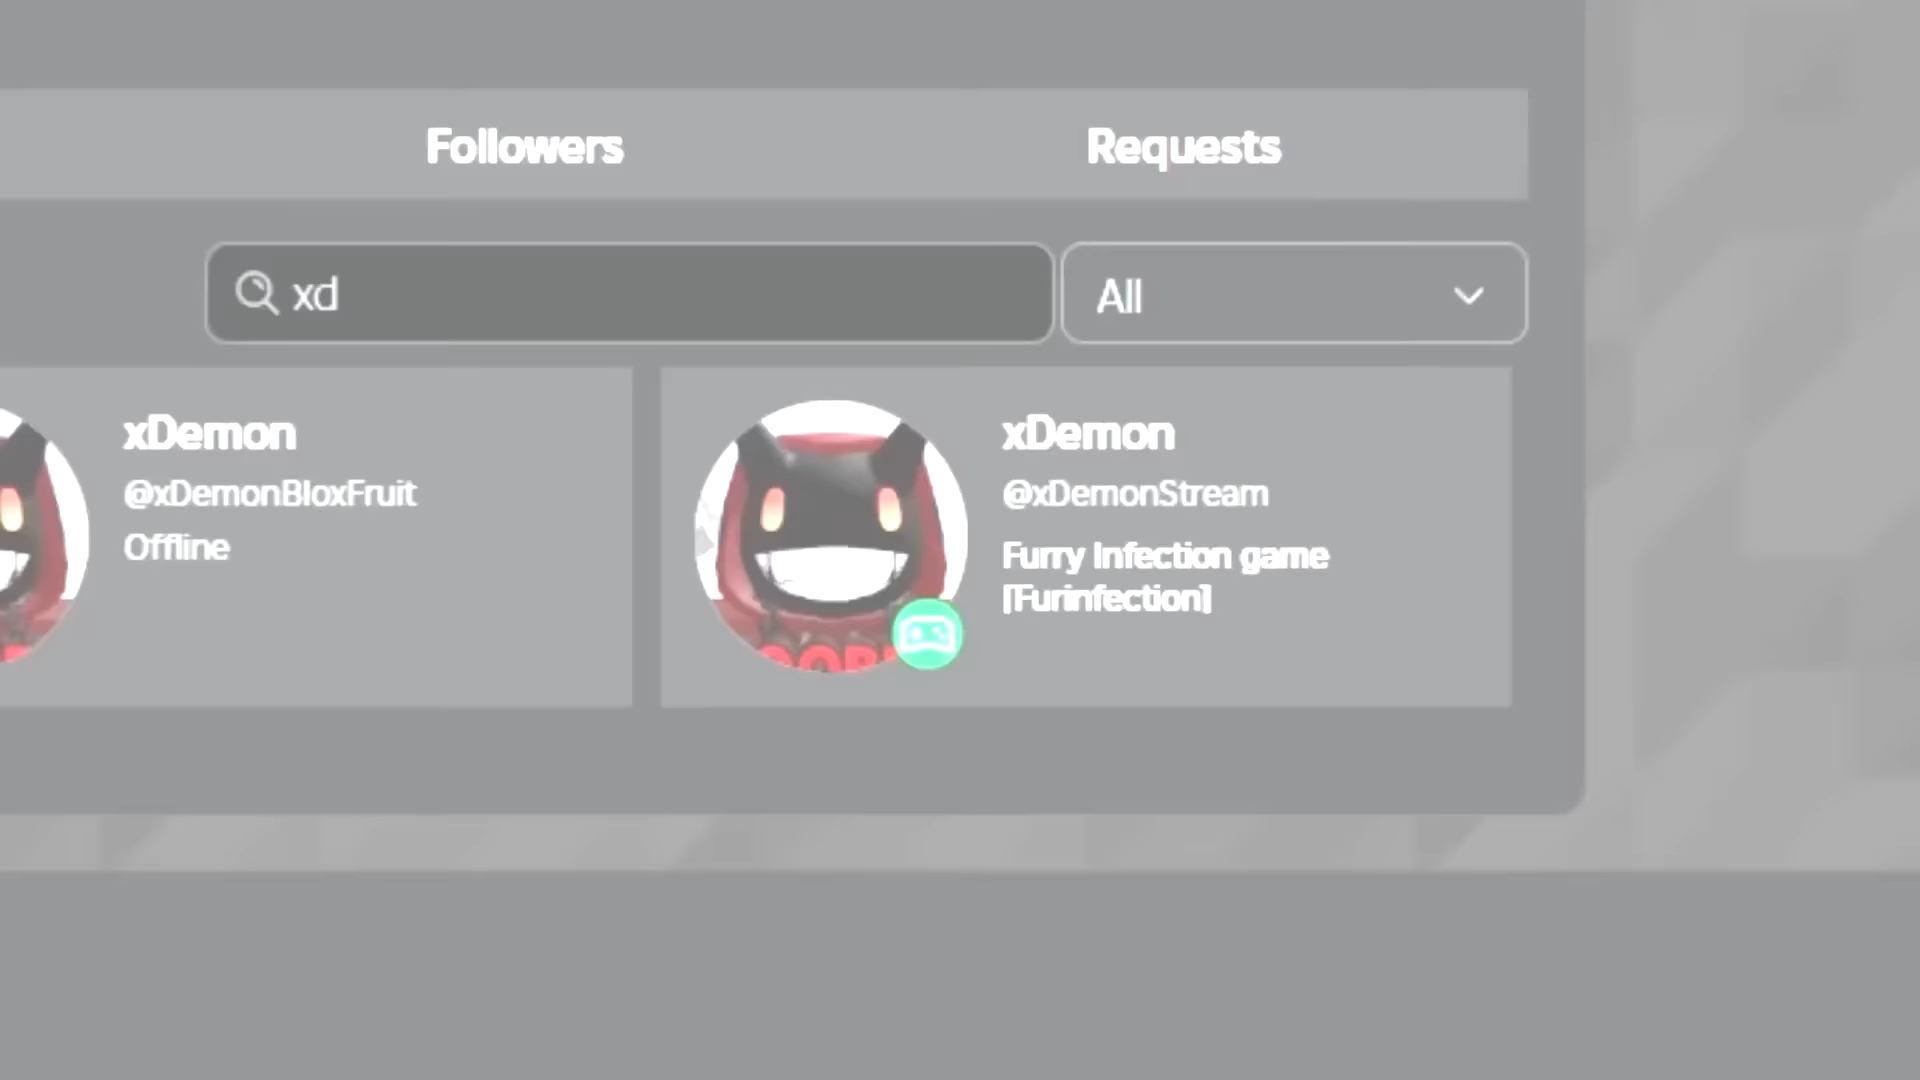 Followers
Requests
xd
All
xDemon
@xDemonBloxFruit
Offline
xDemon
@xDemonStream
Furry Infection game
[Furinfection]